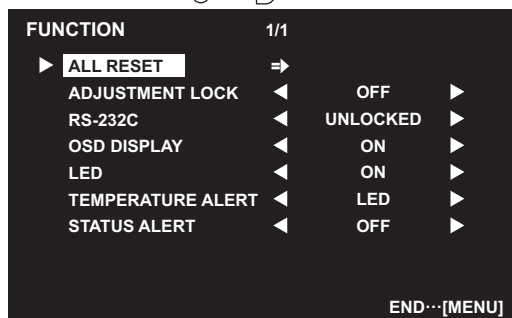 FUNCTION 1/1
ALL RESET
ADJUSTMENT LOCK OFF
RS-232C UNLOCKED
OSD DISPLAY ON
LED ON
TEMPERATURE ALERT LED
STATUS ALERT OFF
END···[MENU]